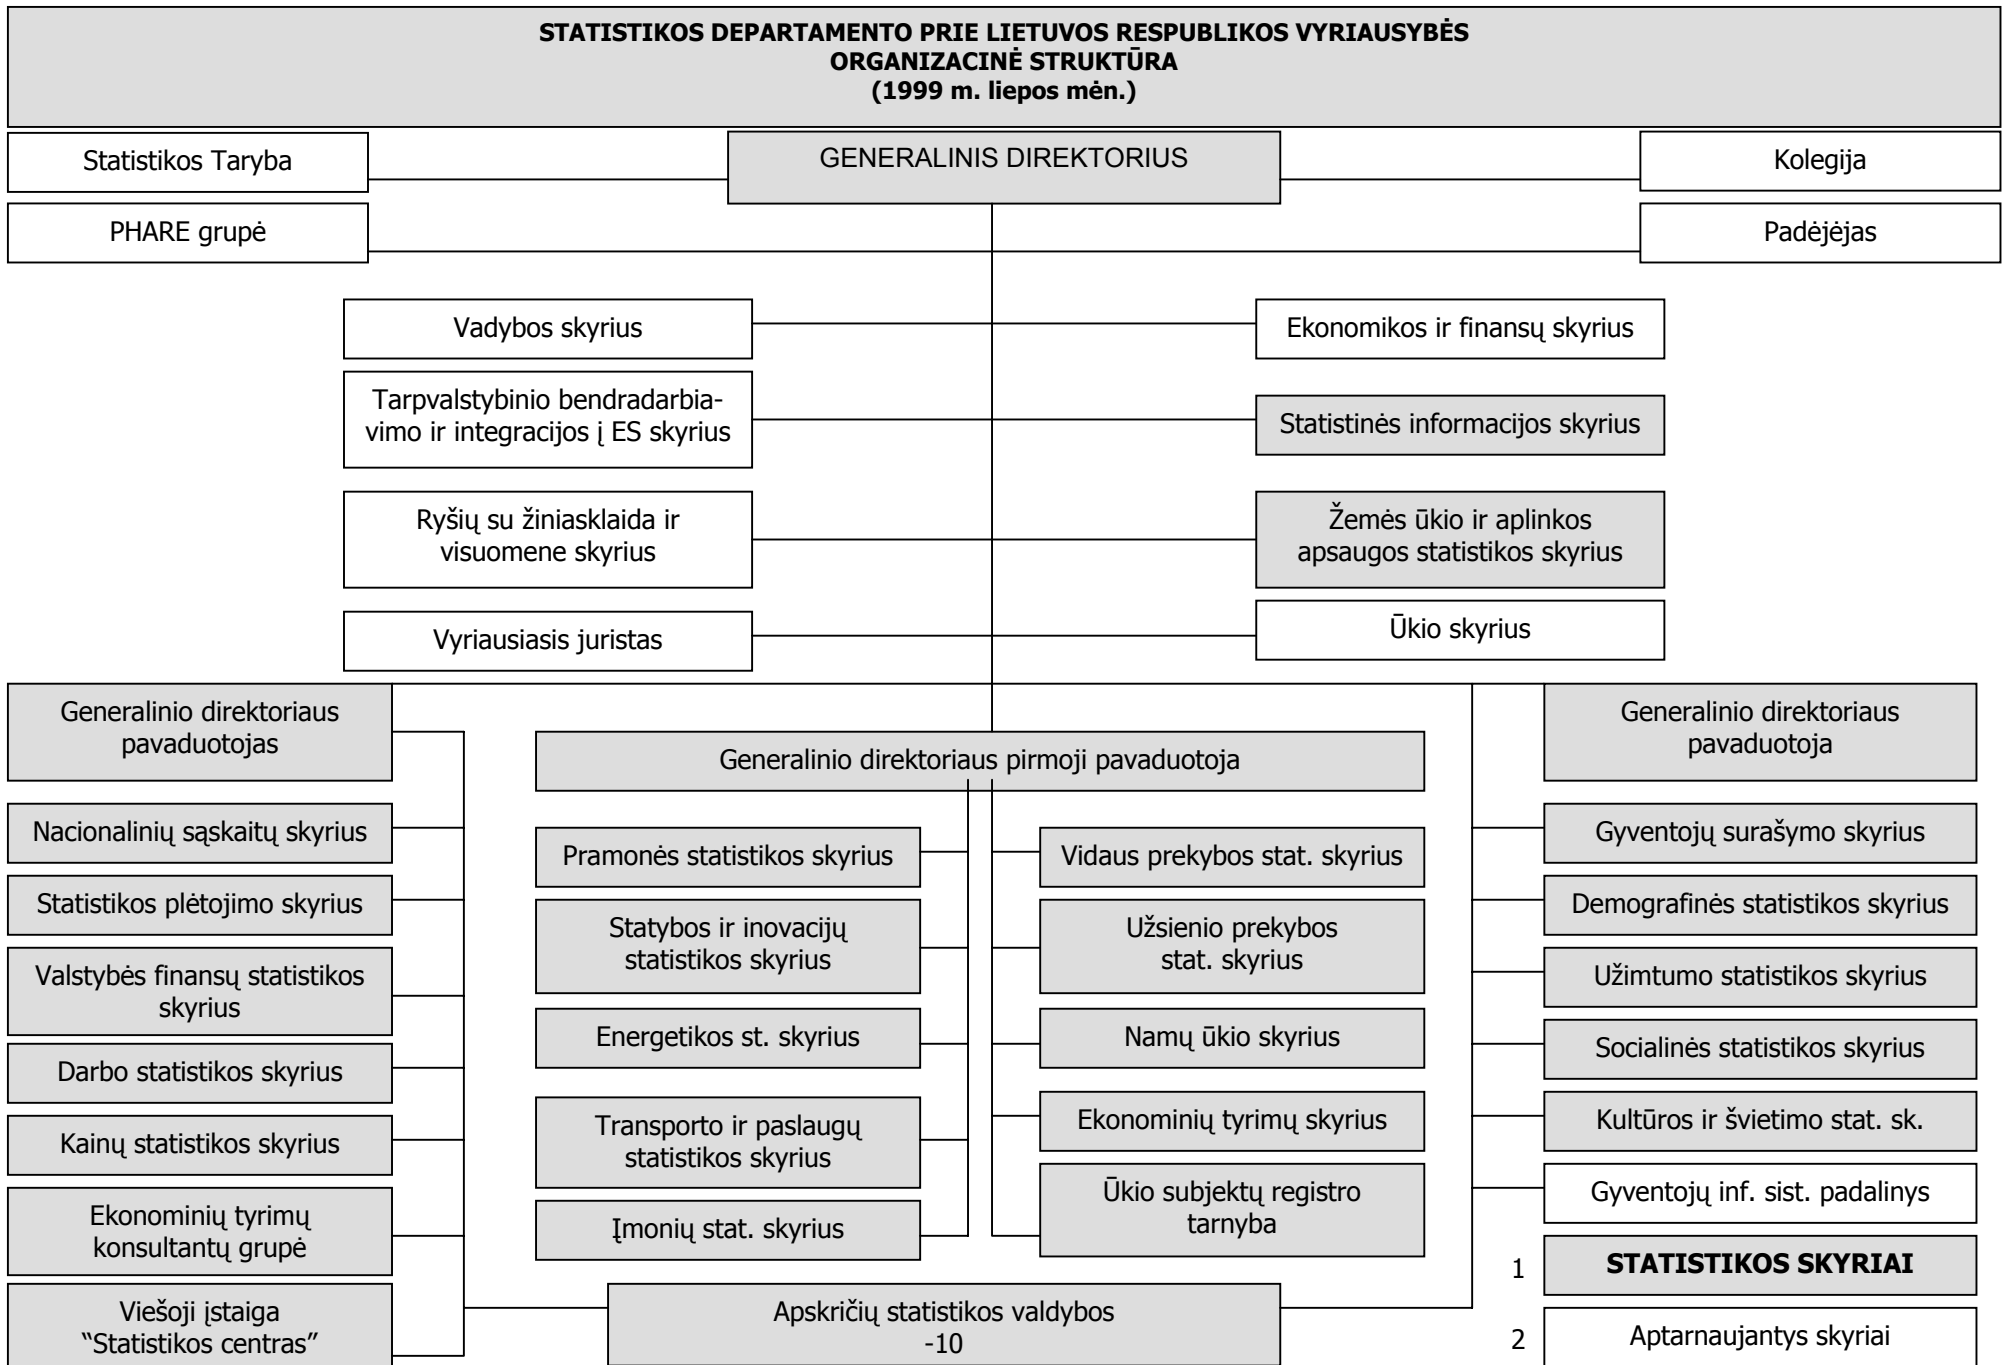 STATISTIKOS DEPARTAMENTO PRIE LIETUVOS RESPUBLIKOS VYRIAUSYBĖS
ORGANIZACINĖ STRUKTŪRA
(1999 m. liepos mėn.)
Statistikos Taryba
GENERALINIS DIREKTORIUS
Kolegija
PHARE grupė
Padėjėjas
Vadybos skyrius
Ekonomikos ir finansų skyrius
Tarpvalstybinio bendradarbia-
vimo ir integracijos į ES skyrius
Statistinės informacijos skyrius
Ryšių su žiniasklaida ir
visuomene skyrius
Žemės ūkio ir aplinkos
apsaugos statistikos skyrius
Vyriausiasis juristas
Ūkio skyrius
Generalinio direktoriaus
pavaduotojas
Nacionalinių sąskaitų skyrius
Statistikos plėtojimo skyrius
Valstybės finansų statistikos
skyrius
Darbo statistikos skyrius
Kainų statistikos skyrius
Ekonominių tyrimų
konsultantų grupė
Viešoji įstaiga
“Statistikos centras”
Generalinio direktoriaus pirmoji pavaduotoja
Pramonės statistikos skyrius
Statybos ir inovacijų
statistikos skyrius
Energetikos st. skyrius
Transporto ir paslaugų
statistikos skyrius
Įmonių stat. skyrius
Vidaus prekybos stat. skyrius
Užsienio prekybos
stat. skyrius
Namų ūkio skyrius
Ekonominių tyrimų skyrius
Ūkio subjektų registro
tarnyba
Apskričių statistikos valdybos
-10
Generalinio direktoriaus
pavaduotoja
Gyventojų surašymo skyrius
Demografinės statistikos skyrius
Užimtumo statistikos skyrius
Socialinės statistikos skyrius
Kultūros ir švietimo stat. sk.
Gyventojų inf. sist. padalinys
1 STATISTIKOS SKYRIAI
2 Aptarnaujantys skyriai